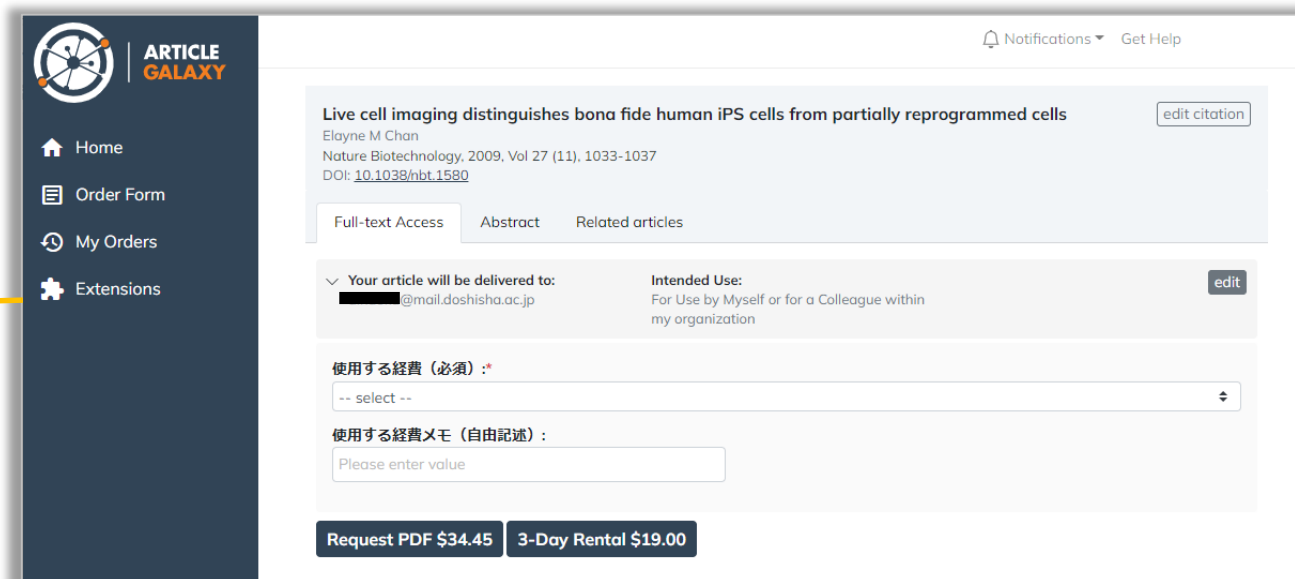 ARTICLE
GALAXY
Notifications Get Help
Home
Order Form
My Orders
Extensions
Live cell imaging distinguishes bona fide human iPS cells from partially reprogrammed cells
edit citation
Elayne M Chan
Nature Biotechnology, 2009, Vol 27 (11), 1033-1037
DOI: 10.1038/nbt.1580
Full-text Access Abstract Related articles
Your article will be delivered to:
@mail.doshisha.ac.jp
Intended Use:
For Use by Myself or for a Colleague within
my organization
edit
使用する経費（必須）:*
-- select --
使用する経費メモ（自由記述）:
Please enter value
Request PDF $34.45 3-Day Rental $19.00